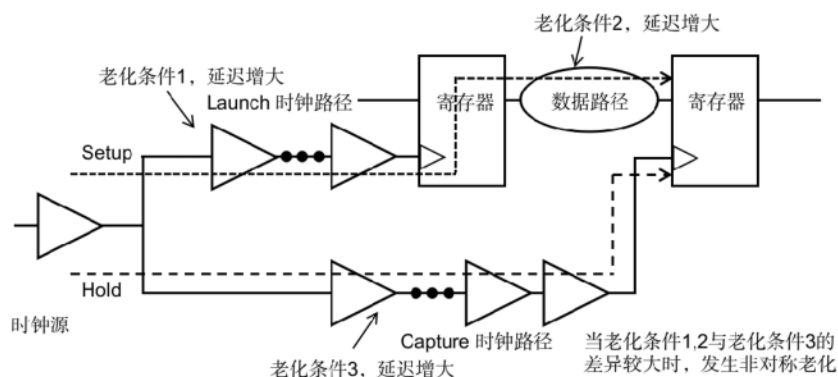 老化条件2，延迟增大
老化条件1，延迟增大
Launch 时钟路径
寄存器
数据路径
寄存器
Setup
Hold
时钟源
Capture 时钟路径
老化条件3，延迟增大
当老化条件1,2与老化条件3的
差异较大时，发生非对称老化